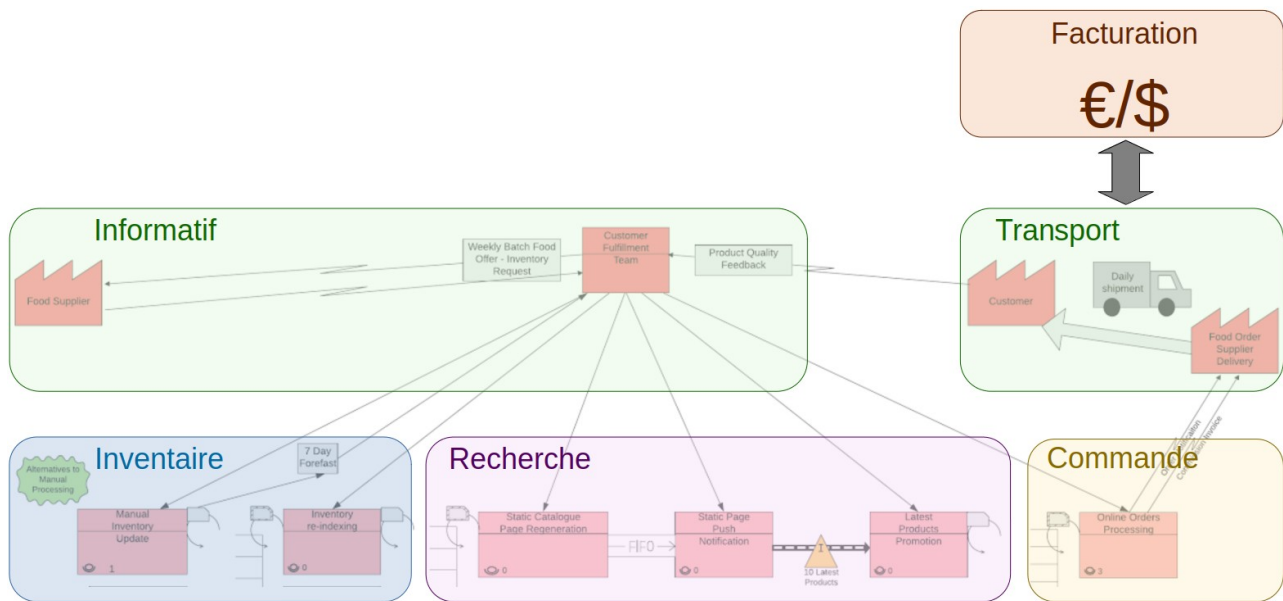 Facturation
€/$
Informatif
Transport
Weekly Batch Food
Offer - Inventory
Request
Customer
Fulfillment
Team
Product Quality
Feedback
Food Supplier
Customer
Daily
shipment
Food Order
Supplier
Delivery
Inventaire
7 Day
Forefast
Recherche
Commande
Alternatives to
Manual
Processing
Manual
Inventory
Update
1
Inventory
re-indexing
0
Static Catalogue
Page Regeneration
0
FIFO
Static Page
Push
Notification
0
I
10 Latest
Products
Latest
Products
Promotion
0
Online Orders
Processing
3